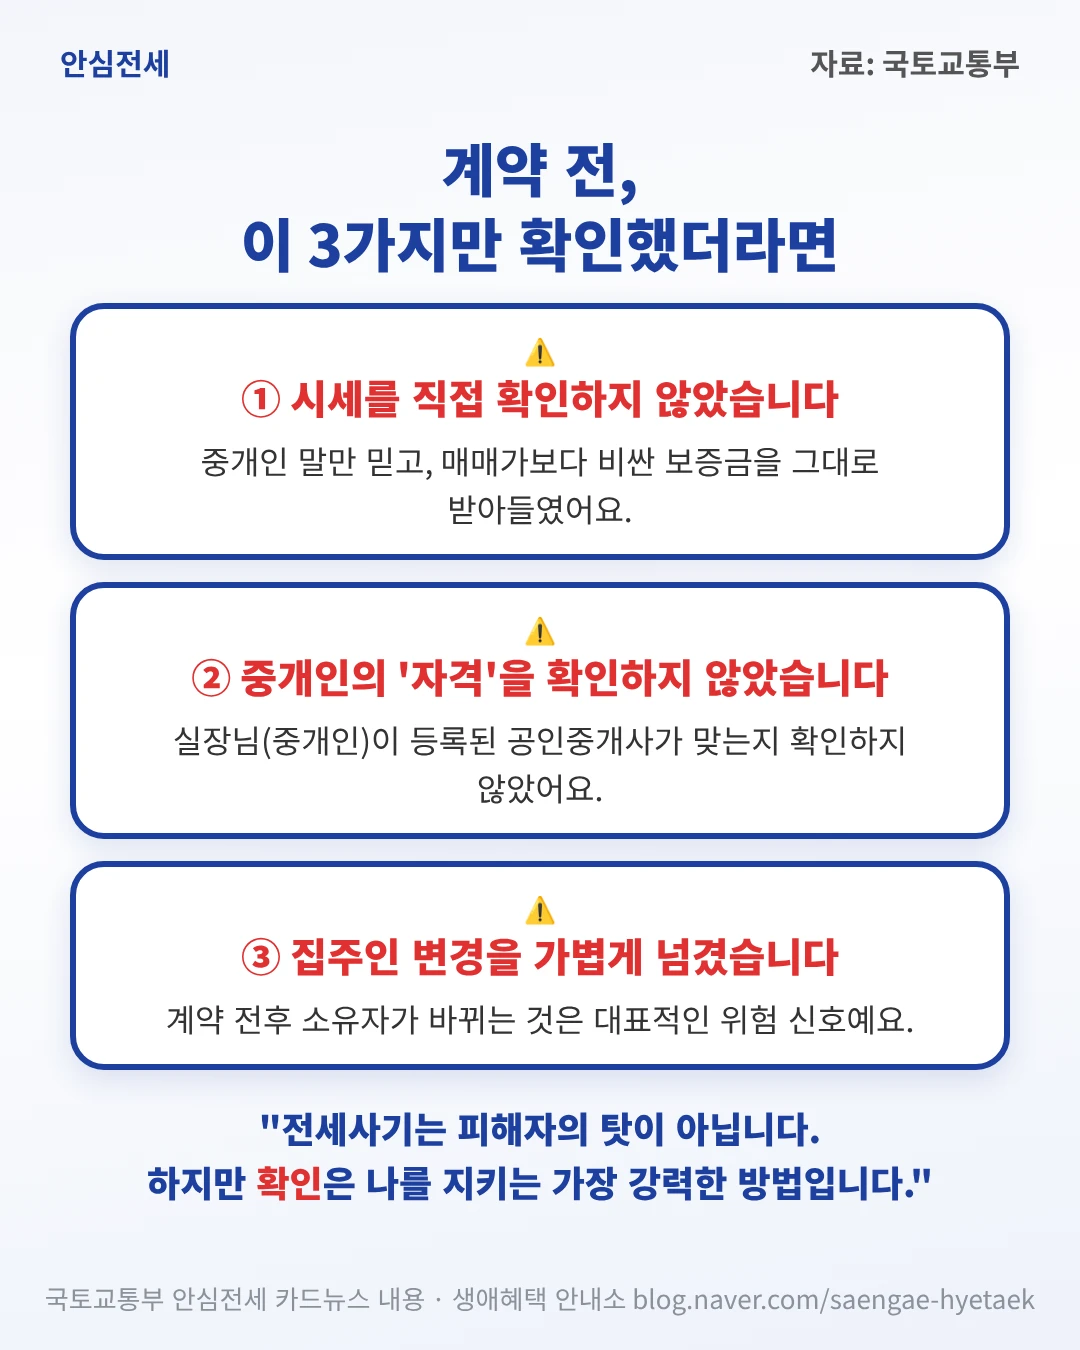 안심전세
자료: 국토교통부
계약 전,
이 3가지만 확인했더라면
⚠️
① 시세를 직접 확인하지 않았습니다
중개인 말만 믿고, 매매가보다 비싼 보증금을 그대로
받아들였어요.
⚠️
② 중개인의 '자격'을 확인하지 않았습니다
실장님(중개인)이 등록된 공인중개사가 맞는지 확인하지
않았어요.
⚠️
③ 집주인 변경을 가볍게 넘겼습니다
계약 전후 소유자가 바뀌는 것은 대표적인 위험 신호예요.
"전세사기는 피해자의 탓이 아닙니다.
하지만 확인은 나를 지키는 가장 강력한 방법입니다."
국토교통부 안심전세 카드뉴스 내용 · 생애혜택 안내소 blog.naver.com/saengae-hyetaek